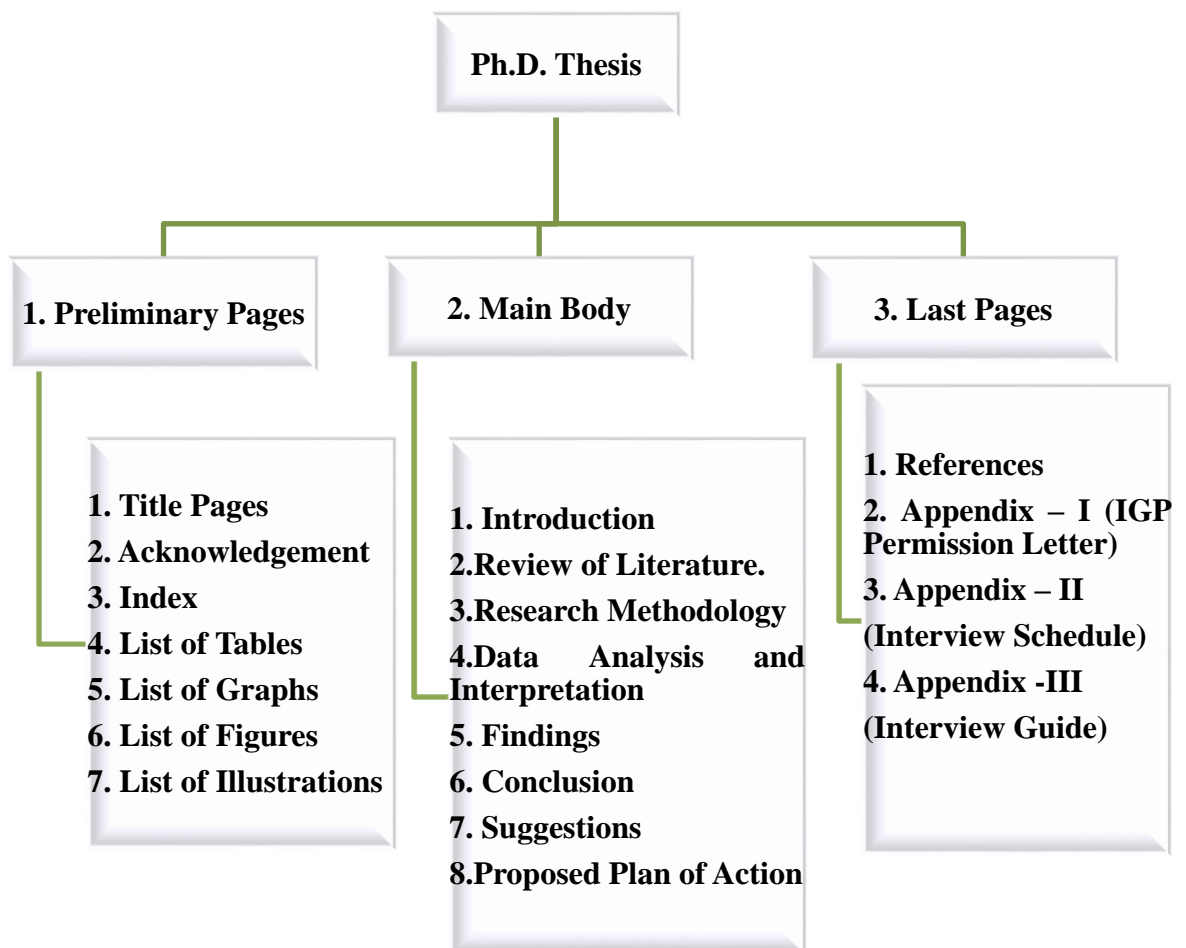 Ph.D. Thesis
1. Preliminary Pages
2. Main Body
3. Last Pages
1. Title Pages
2. Acknowledgement
3. Index
4. List of Tables
5. List of Graphs
6. List of Figures
7. List of Illustrations
1. Introduction
2.Review of Literature.
3.Research Methodology
4.Data Analysis and
Interpretation
5. Findings
6. Conclusion
7. Suggestions
8.Proposed Plan of Action
1. References
2. Appendix – I (IGP
Permission Letter)
3. Appendix – II
(Interview Schedule)
4. Appendix -III
(Interview Guide)